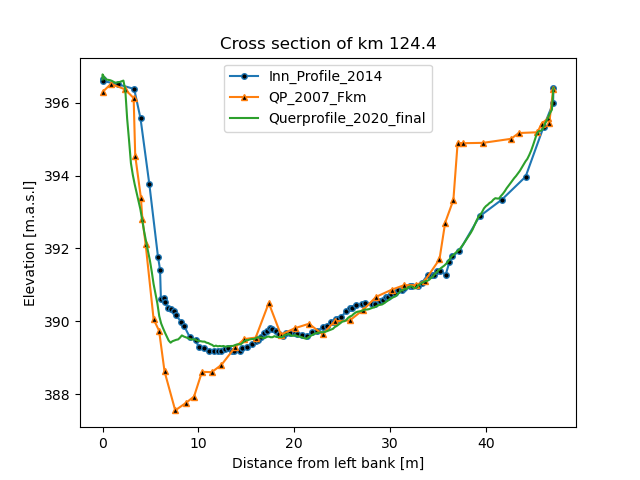 Cross section of km 124.4
Inn_Profile_2014
QP_2007_Fkm
Querprofile_2020_final
Elevation [m.a.s.l]
396
394
392
390
388
0 10 20 30 40
Distance from left bank [m]